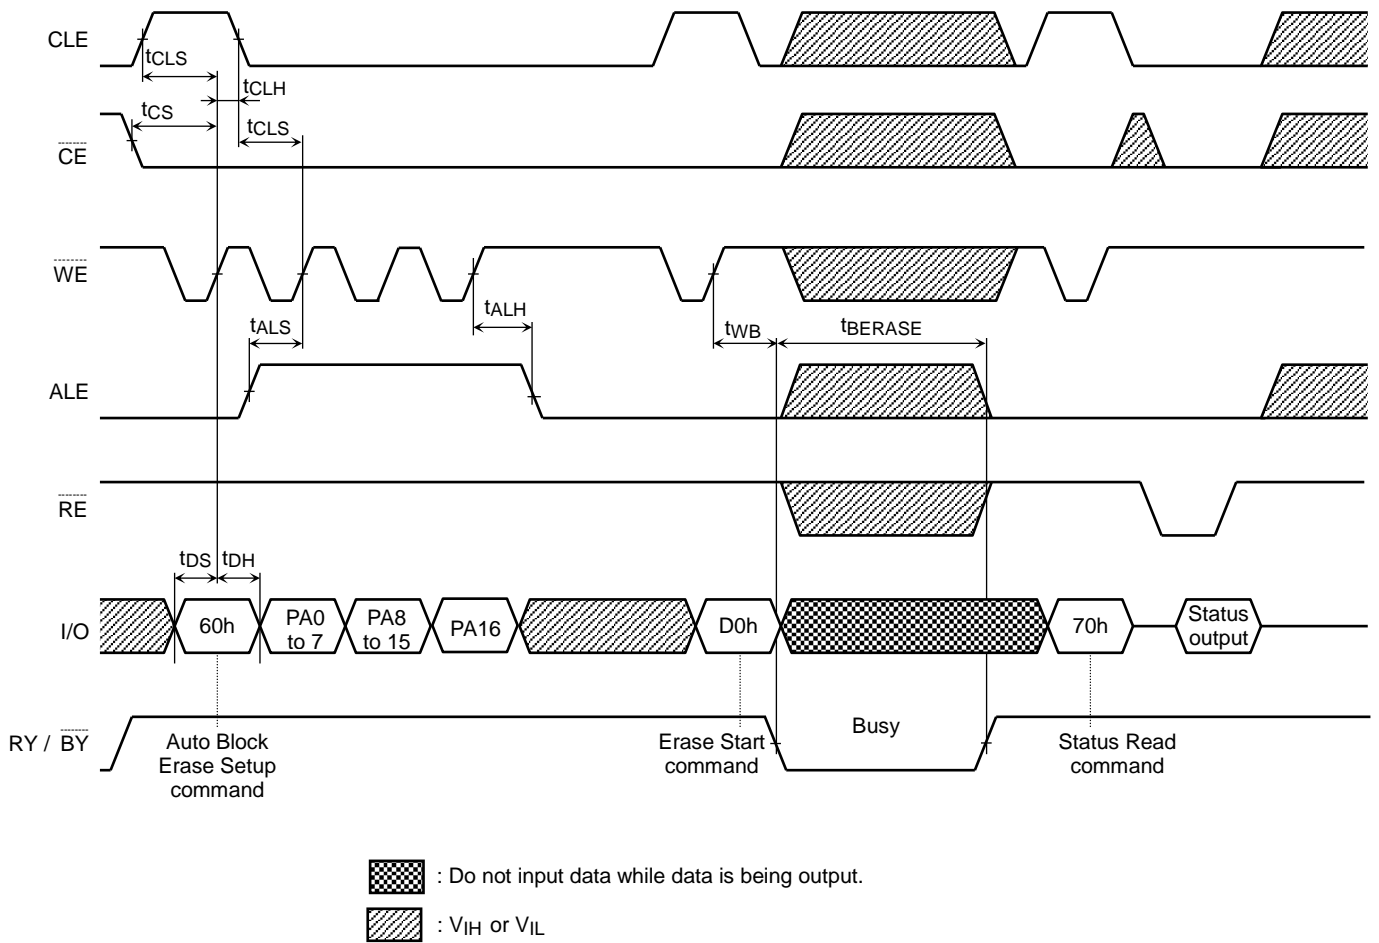 CLE
tCLS
tCLH
tCS
tCLS
CE
WE
tALS
tALH
tWB
tBERASE
ALE
RE
tDS
tDH
I/O
60h
PA0
to 7
PA8
to 15
PA16
D0h
70h
Status
output
RY / BY
Busy
Auto Block
Erase Setup
command
Erase Start
command
Status Read
command
: Do not input data while data is being output.
: VIH or VIL